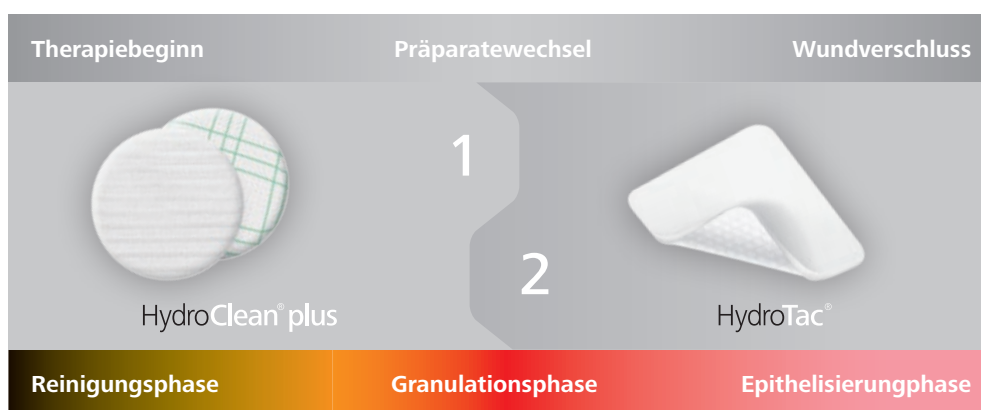 Therapiebeginn Präparatewechsel Wundverschluss
1
2
HydroClean® plus HydroTac®
Reinigungsphase Granulationsphase Epithelisierungphase